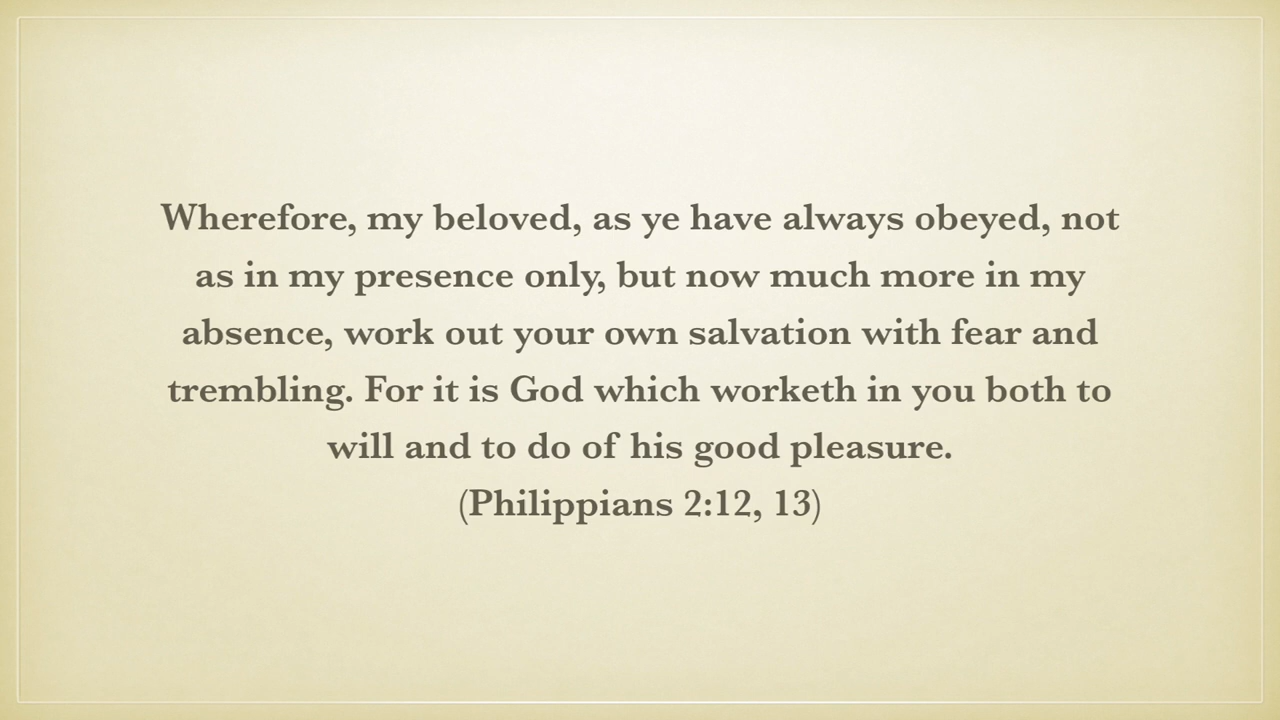 Wherefore, my beloved, as ye have always obeyed, not
as in my presence only, but now much more in my
absence, work out your own salvation with fear and
trembling. For it is God which worketh in you both to
will and to do of his good pleasure.
(Philippians 2:12, 13)